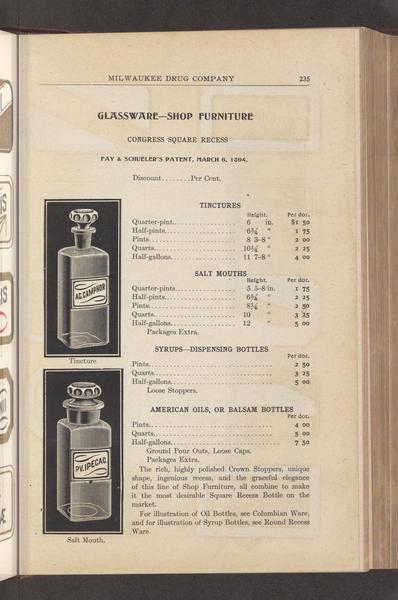 MILWAUKEE DRUG COMPANY 235
GLASSWARE—SHOP FURNITURE
CONGRESS SQUARE RECESS
PAY & SCHUELER'S PATENT, MARCH 6, 1894.
Discount........Per Cent.
TINCTURES
Height. Per doz.
Quarter-pint.................. 6 in. $1 50
Half-pints.................. 6¾ " 1 75
Pints.................. 8 3-8 " 2 00
Quarts.................. 10¼ " 2 25
Half-gallons.................. 11 7-8 " 4 00
SALT MOUTHS
Height. Per doz.
Quarter-pints.................. 5 5-8 in. 1 75
Half-pints.................. 6¾ " 2 25
Pints.................. 8¼ " 2 50
Quarts.................. 10 " 3 25
Half-gallons.................. 12 " 5 00
Packages Extra.
SYRUPS—DISPENSING BOTTLES
Per doz.
Pints.................. 2 50
Quarts.................. 3 25
Half-gallons.................. 5 00
Loose Stoppers.
AMERICAN OILS, OR BALSAM BOTTLES
Per doz.
Pints.................. 4 00
Quarts.................. 5 00
Half-gallons.................. 7 50
Ground Pour Outs, Loose Caps.
Packages Extra.
The rich, highly polished Crown Stoppers, unique
shape, ingenious recess, and the graceful elegance
of this line of Shop Furniture, all combine to make
it the most desirable Square Recess Bottle on the
market.
For illustration of Oil Bottles, see Columbian Ware,
and for illustration of Syrup Bottles, see Round Recess
Ware
AQ. CAMPHOR
Tincture
PV. IPECAC.
Salt Mouth.